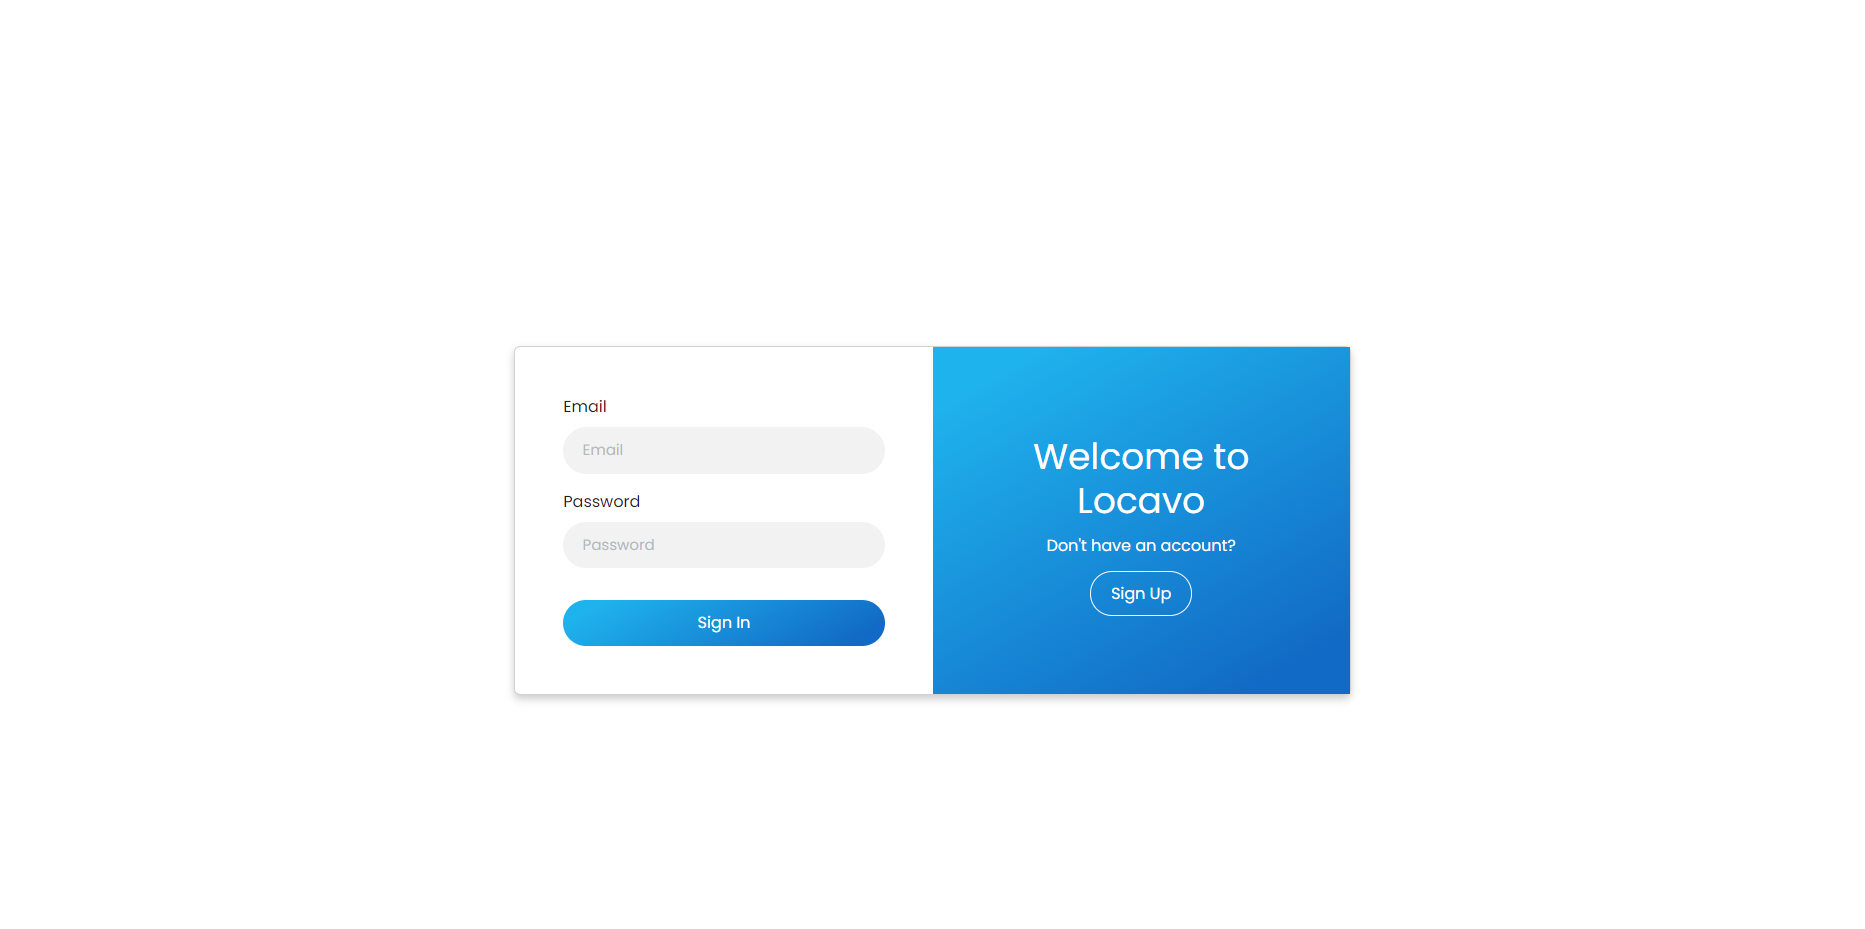 Email
Email
Password
Password
Sign In
Welcome to
Locavo
Don't have an account?
Sign Up